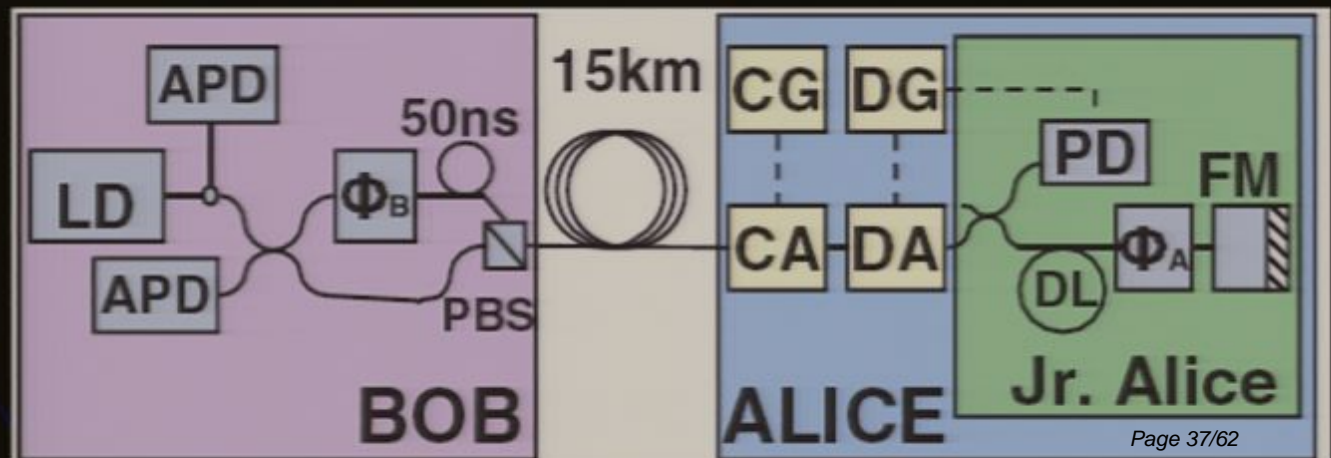 APD
50ns
LD
ΦB
APD
PBS
BOB
15km
CG
DG
CA
DA
PD
FM
ΦA
DL
Jr. Alice
ALICE
Page 37/62